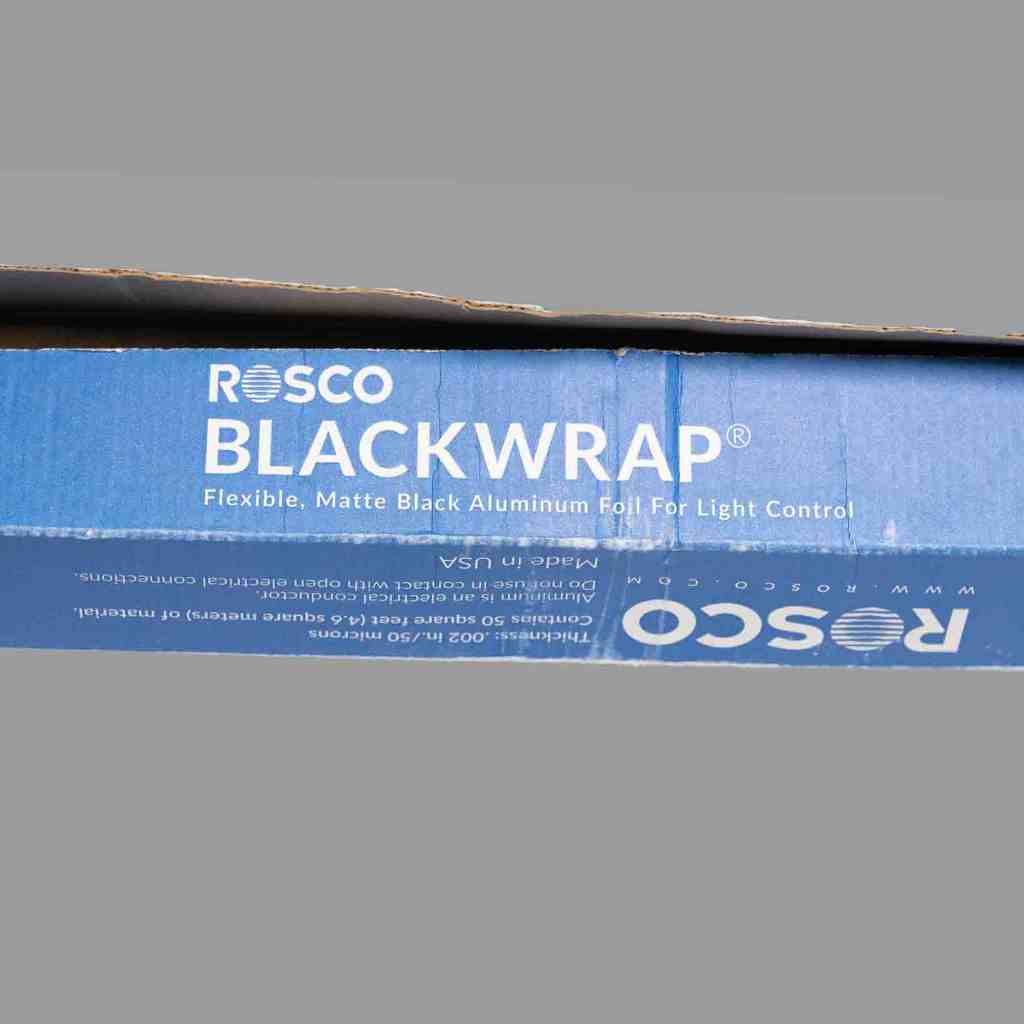 ROSCO
BLACKWRAP®
Flexible, Matte Black Aluminum Foil For Light Control
ROSCO
WWW.ROSCO.COM
Thickness: .002 in./50 microns
Contains 50 square feet (4.6 square meters) of material.
Aluminum is an electrical conductor.
Do not use in contact with open electrical connections.
Made in USA